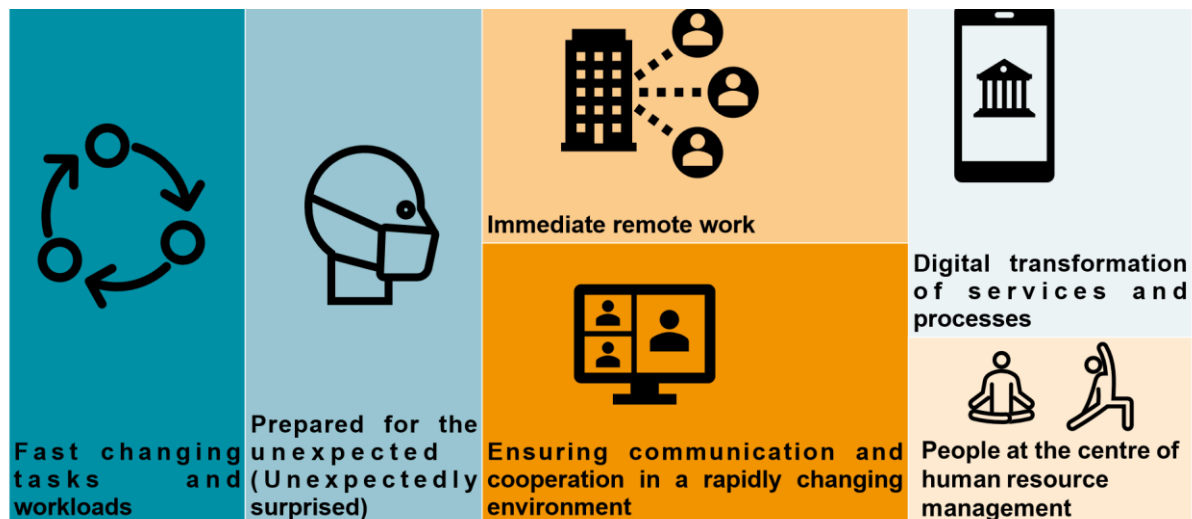 Fast changing
tasks and
workloads
Prepared for the
unexpected
(Unexpectedly
surprised)
Immediate remote work
Ensuring communication and
cooperation in a rapidly changing
environment
Digital transformation
of services and
processes
People at the centre of
human resource
management